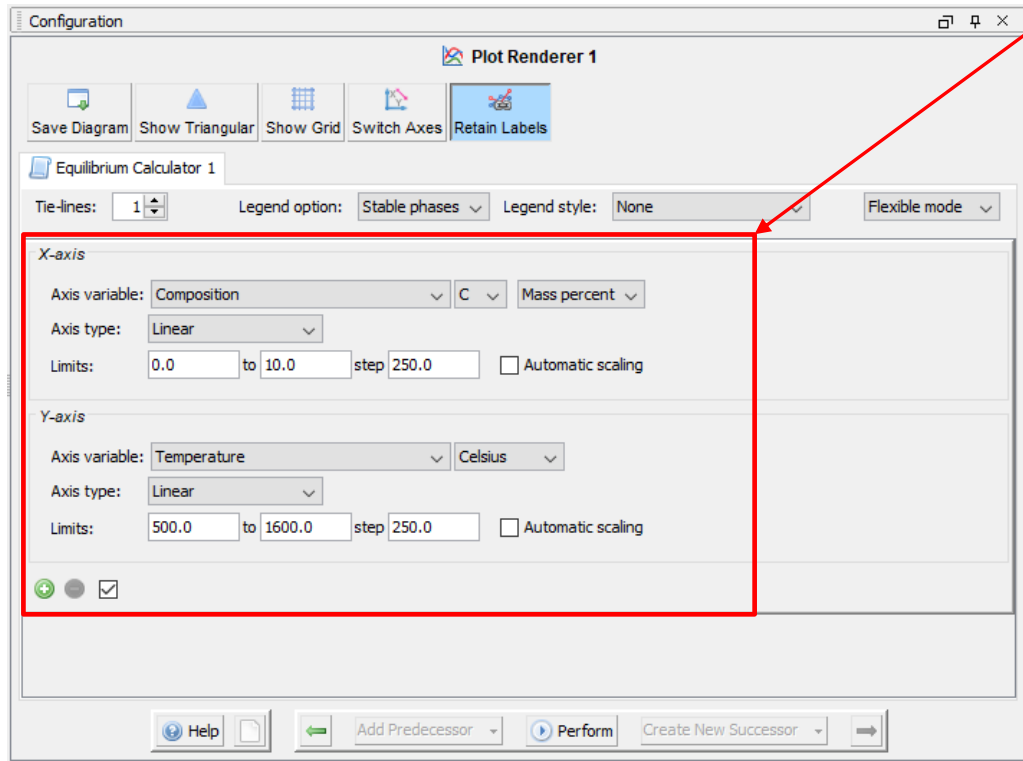 Configuration
Plot Renderer 1
Save Diagram Show Triangular Show Grid Switch Axes Retain Labels
Equilibrium Calculator 1
Tie-lines: 1 Legend option: Stable phases Legend style: None Flexible mode
X-axis
Axis variable: Composition C Mass percent
Axis type: Linear
Limits: 0.0 to 10.0 step 250.0 Automatic scaling
Y-axis
Axis variable: Temperature Celsius
Axis type: Linear
Limits: 500.0 to 1600.0 step 250.0 Automatic scaling
Help Add Predecessor Perform Create New Successor